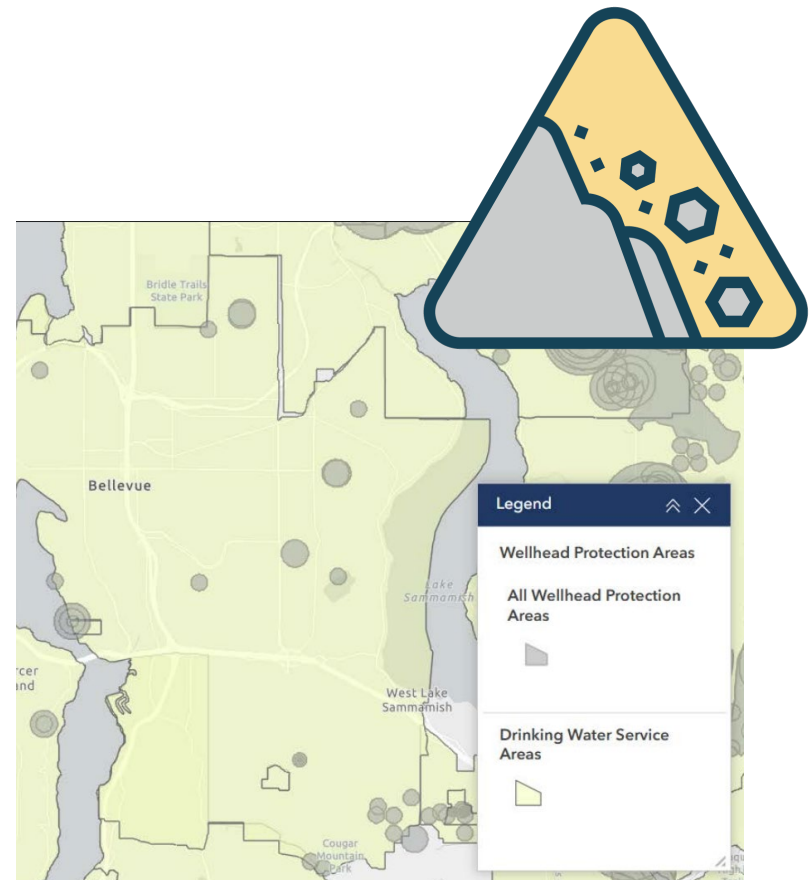 Bridle Trails
State Park
Bellevue
Lake
Sammamish
West Lake
Sammamish
Cougar
Mountain
Park
Legend
Wellhead Protection Areas
All Wellhead Protection
Areas
Drinking Water Service
Areas